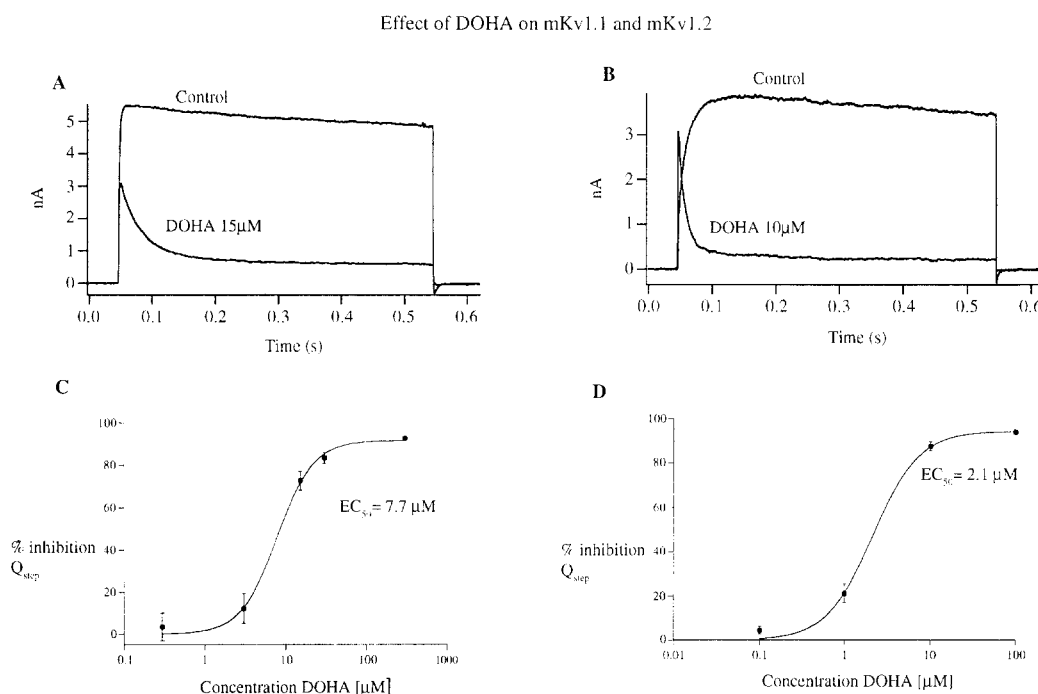 Effect of DOHA on mKv1.1 and mKv1.2
A
Control
5
4
3
2
1
0
nA
DOHA 15µM
0.0 0.1 0.2 0.3 0.4 0.5 0.6
Time (s)
B
Control
3
2
1
0
nA
DOHA 10µM
0.0 0.1 0.2 0.3 0.4 0.5 0.6
Time (s)
C
100
80
60
40
20
0
% inhibition
Q step
EC50= 7.7 µM
0.1 1 10 100 1000
Concentration DOHA [µM]
D
100
80
60
40
20
0
% inhibition
Q step
EC50= 2.1 µM
0.01 0.1 1 10 100
Concentration DOHA [µM]